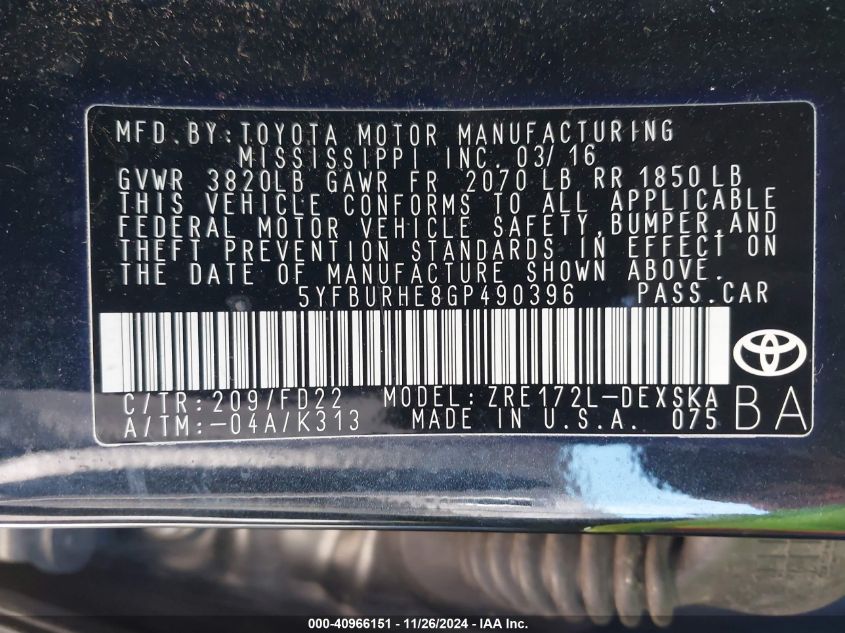 MFD.BY:TOYOTA MOTOR MANUFACTURING
MISSISSIPPI INC. 03/16
GVWR 3820LB GAWR FR 2070 LB RR 1850 LB
THIS VEHICLE CONFORMS TO ALL APPLICABLE
FEDERAL MOTOR VEHICLE SAFETY,BUMPER,AND
THEFT PREVENTION STANDARDS IN EFFECT ON
THE DATE OF MANUFACTURE SHOWN ABOVE.
5YFBURHE8GP490396 PASS.CAR
C/TR:209/FD22 MODEL:ZRE172L-DEXSKA
A/TM:-04A/K313 MADE IN U.S.A. 075 BA
000-40966151 - 11/26/2024 - IAA Inc.